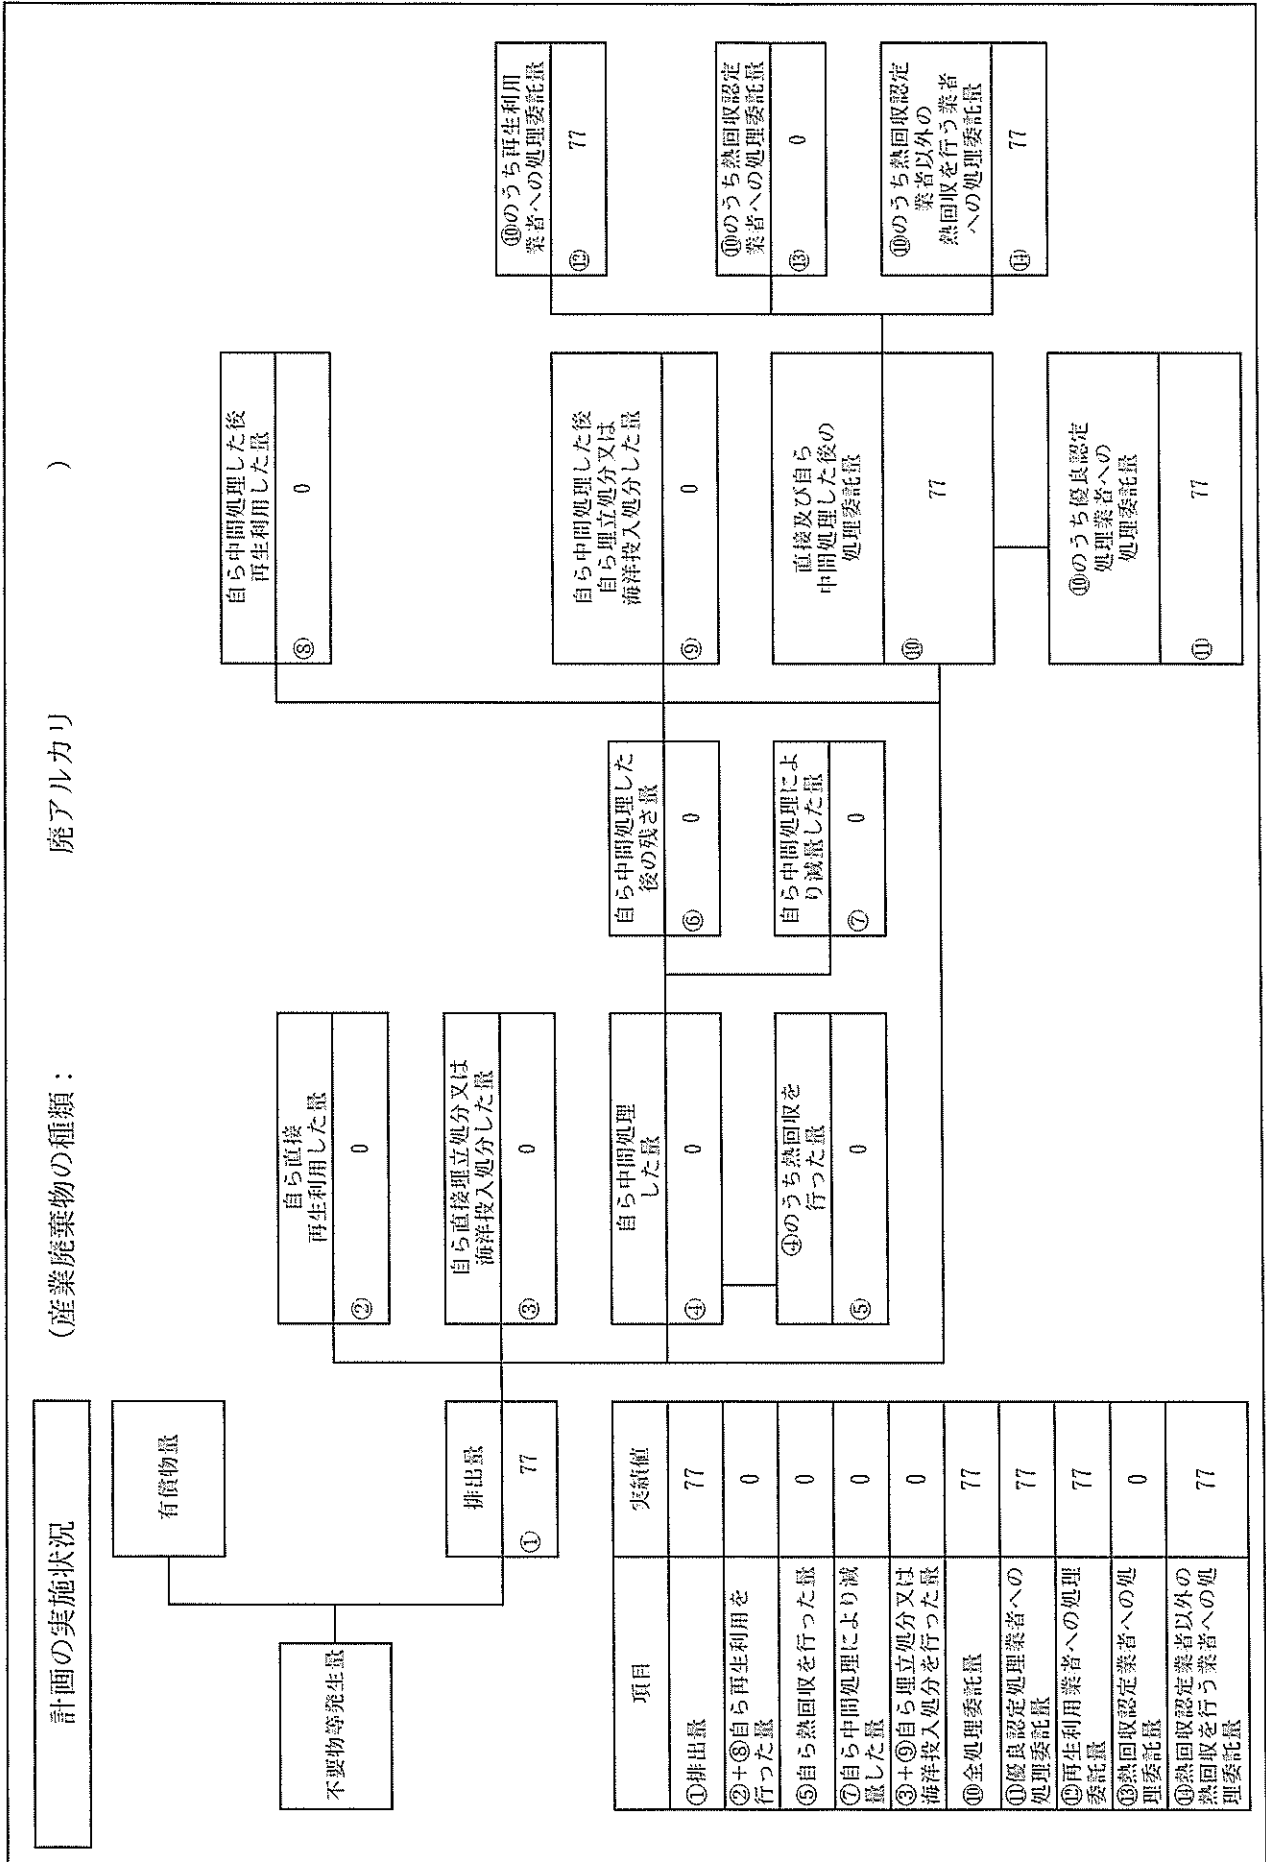 計画の実施状況
(産業廃棄物の種類：　廃アルカリ　)
不要物等発生量
有償物量
排出量
① 77
自ら直接
再生利用した量
② 0
自ら直接埋立処分又は
海洋投入処分した量
③ 0
自ら中間処理
した量
④ 0
④のうち熱回収を
行った量
⑤ 0
自ら中間処理した
後の残さ量
⑥ 0
自ら中間処理によ
り減量した量
⑦ 0
自ら中間処理した後
再生利用した量
⑧ 0
自ら中間処理した後
自ら埋立処分又は
海洋投入処分した量
⑨ 0
直接及び自ら
中間処理した後の
処理委託量
⑩ 77
⑩のうち優良認定
処理業者への
処理委託量
⑪ 77
⑩のうち再生利用
業者への処理委託量
⑫ 77
⑩のうち熱回収認定
業者への処理委託量
⑬ 0
⑩のうち熱回収認定
業者以外の
熱回収を行う業者
への処理委託量
⑭ 77
項目 実績値
①排出量 77
②+⑧自ら再生利用を
行った量 0
⑤自ら熱回収を行った量 0
⑦自ら中間処理により減
量した量 0
③+⑨自ら埋立処分又は
海洋投入処分を行った量 0
⑩全処理委託量 77
⑪優良認定処理業者への
処理委託量 77
⑫再生利用業者への処理
委託量 77
⑬熱回収認定業者への処
理委託量 0
⑭熱回収認定業者以外の
熱回収を行う業者への処
理委託量 77